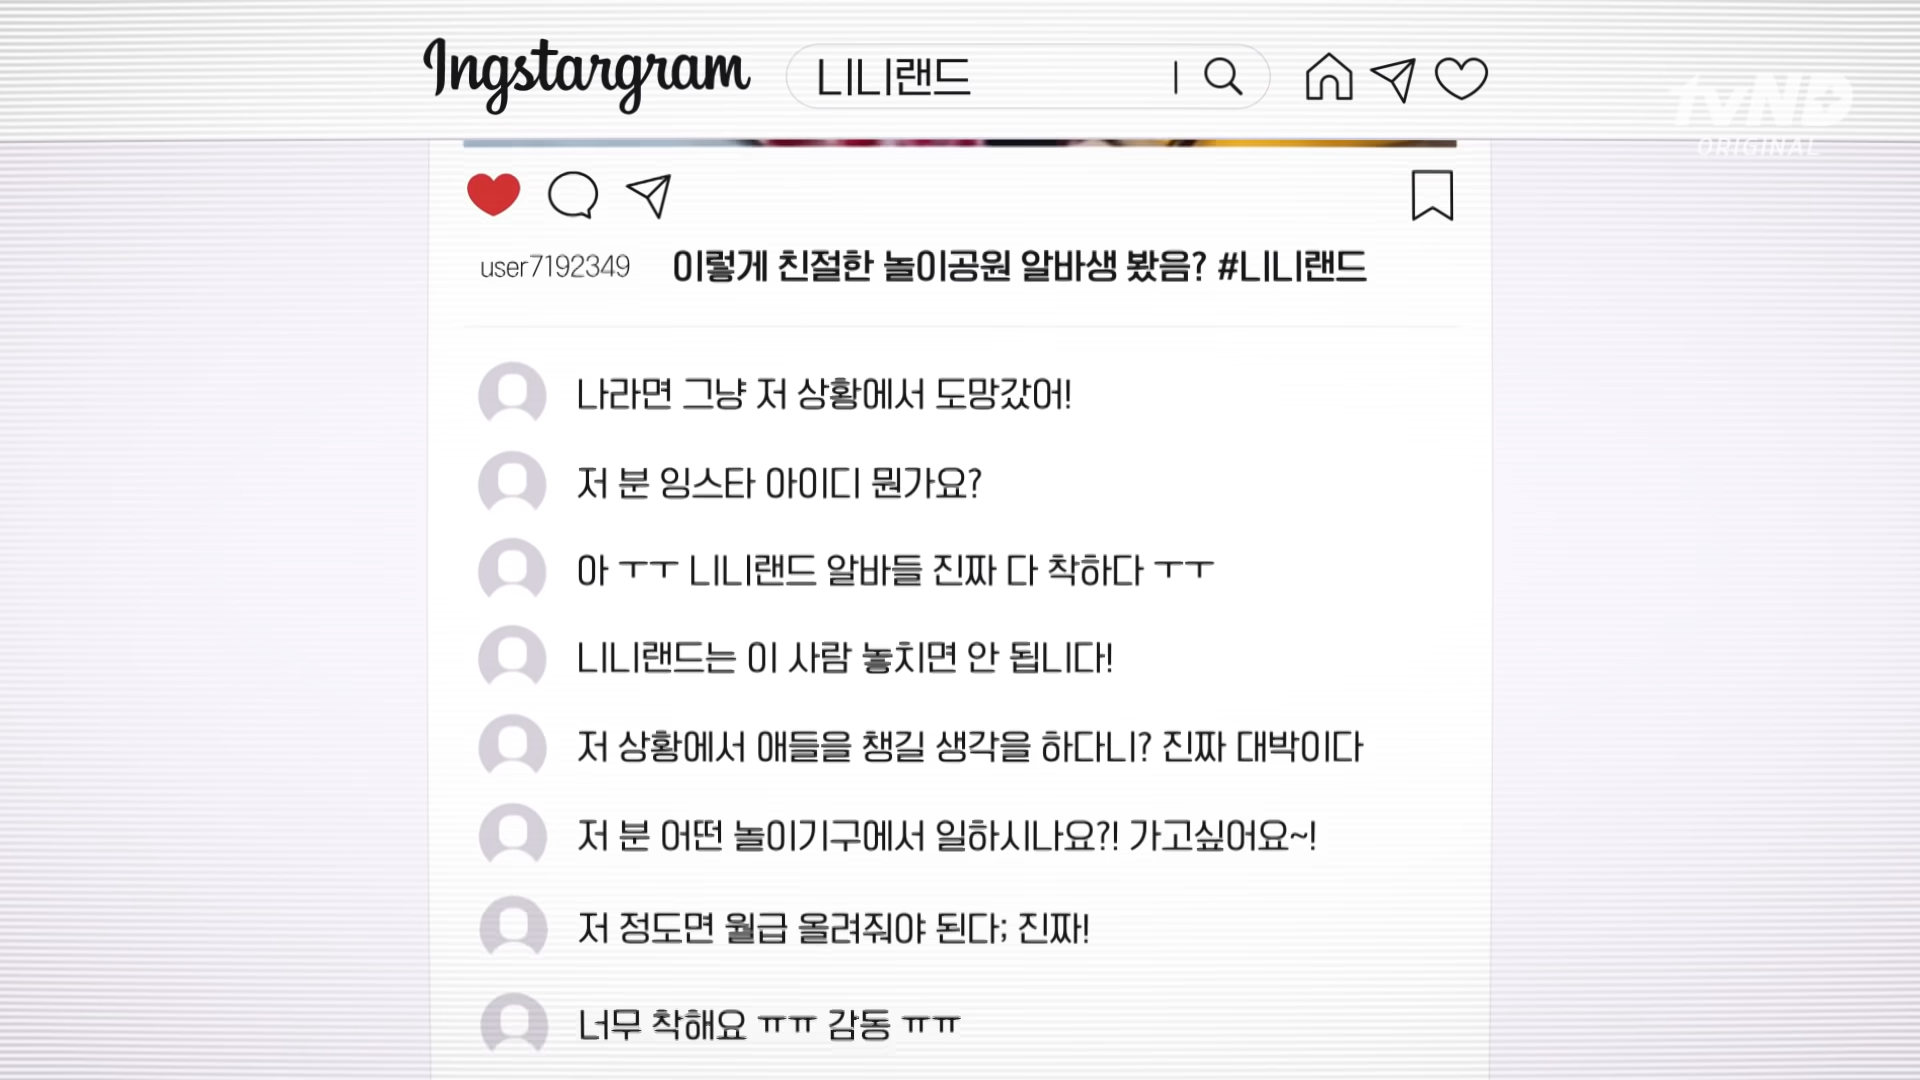 Ingstargram
니니랜드
tvND
ORIGINAL
user7192349 이렇게 친절한 놀이공원 알바생 봤음? #니니랜드
나라면 그냥 저 상황에서 도망갔어!
저 분 잉스타 아이디 뭔가요?
아 ㅜㅜ 니니랜드 알바들 진짜 다 착하다 ㅜㅜ
니니랜드는 이 사람 놓치면 안 됩니다!
저 상황에서 애들을 챙길 생각을 하다니? 진짜 대박이다
저 분 어떤 놀이기구에서 일하시나요?! 가고싶어요~!
저 정도면 월급 올려줘야 된다; 진짜!
너무 착해요 ㅠㅠ 감동 ㅠㅠ